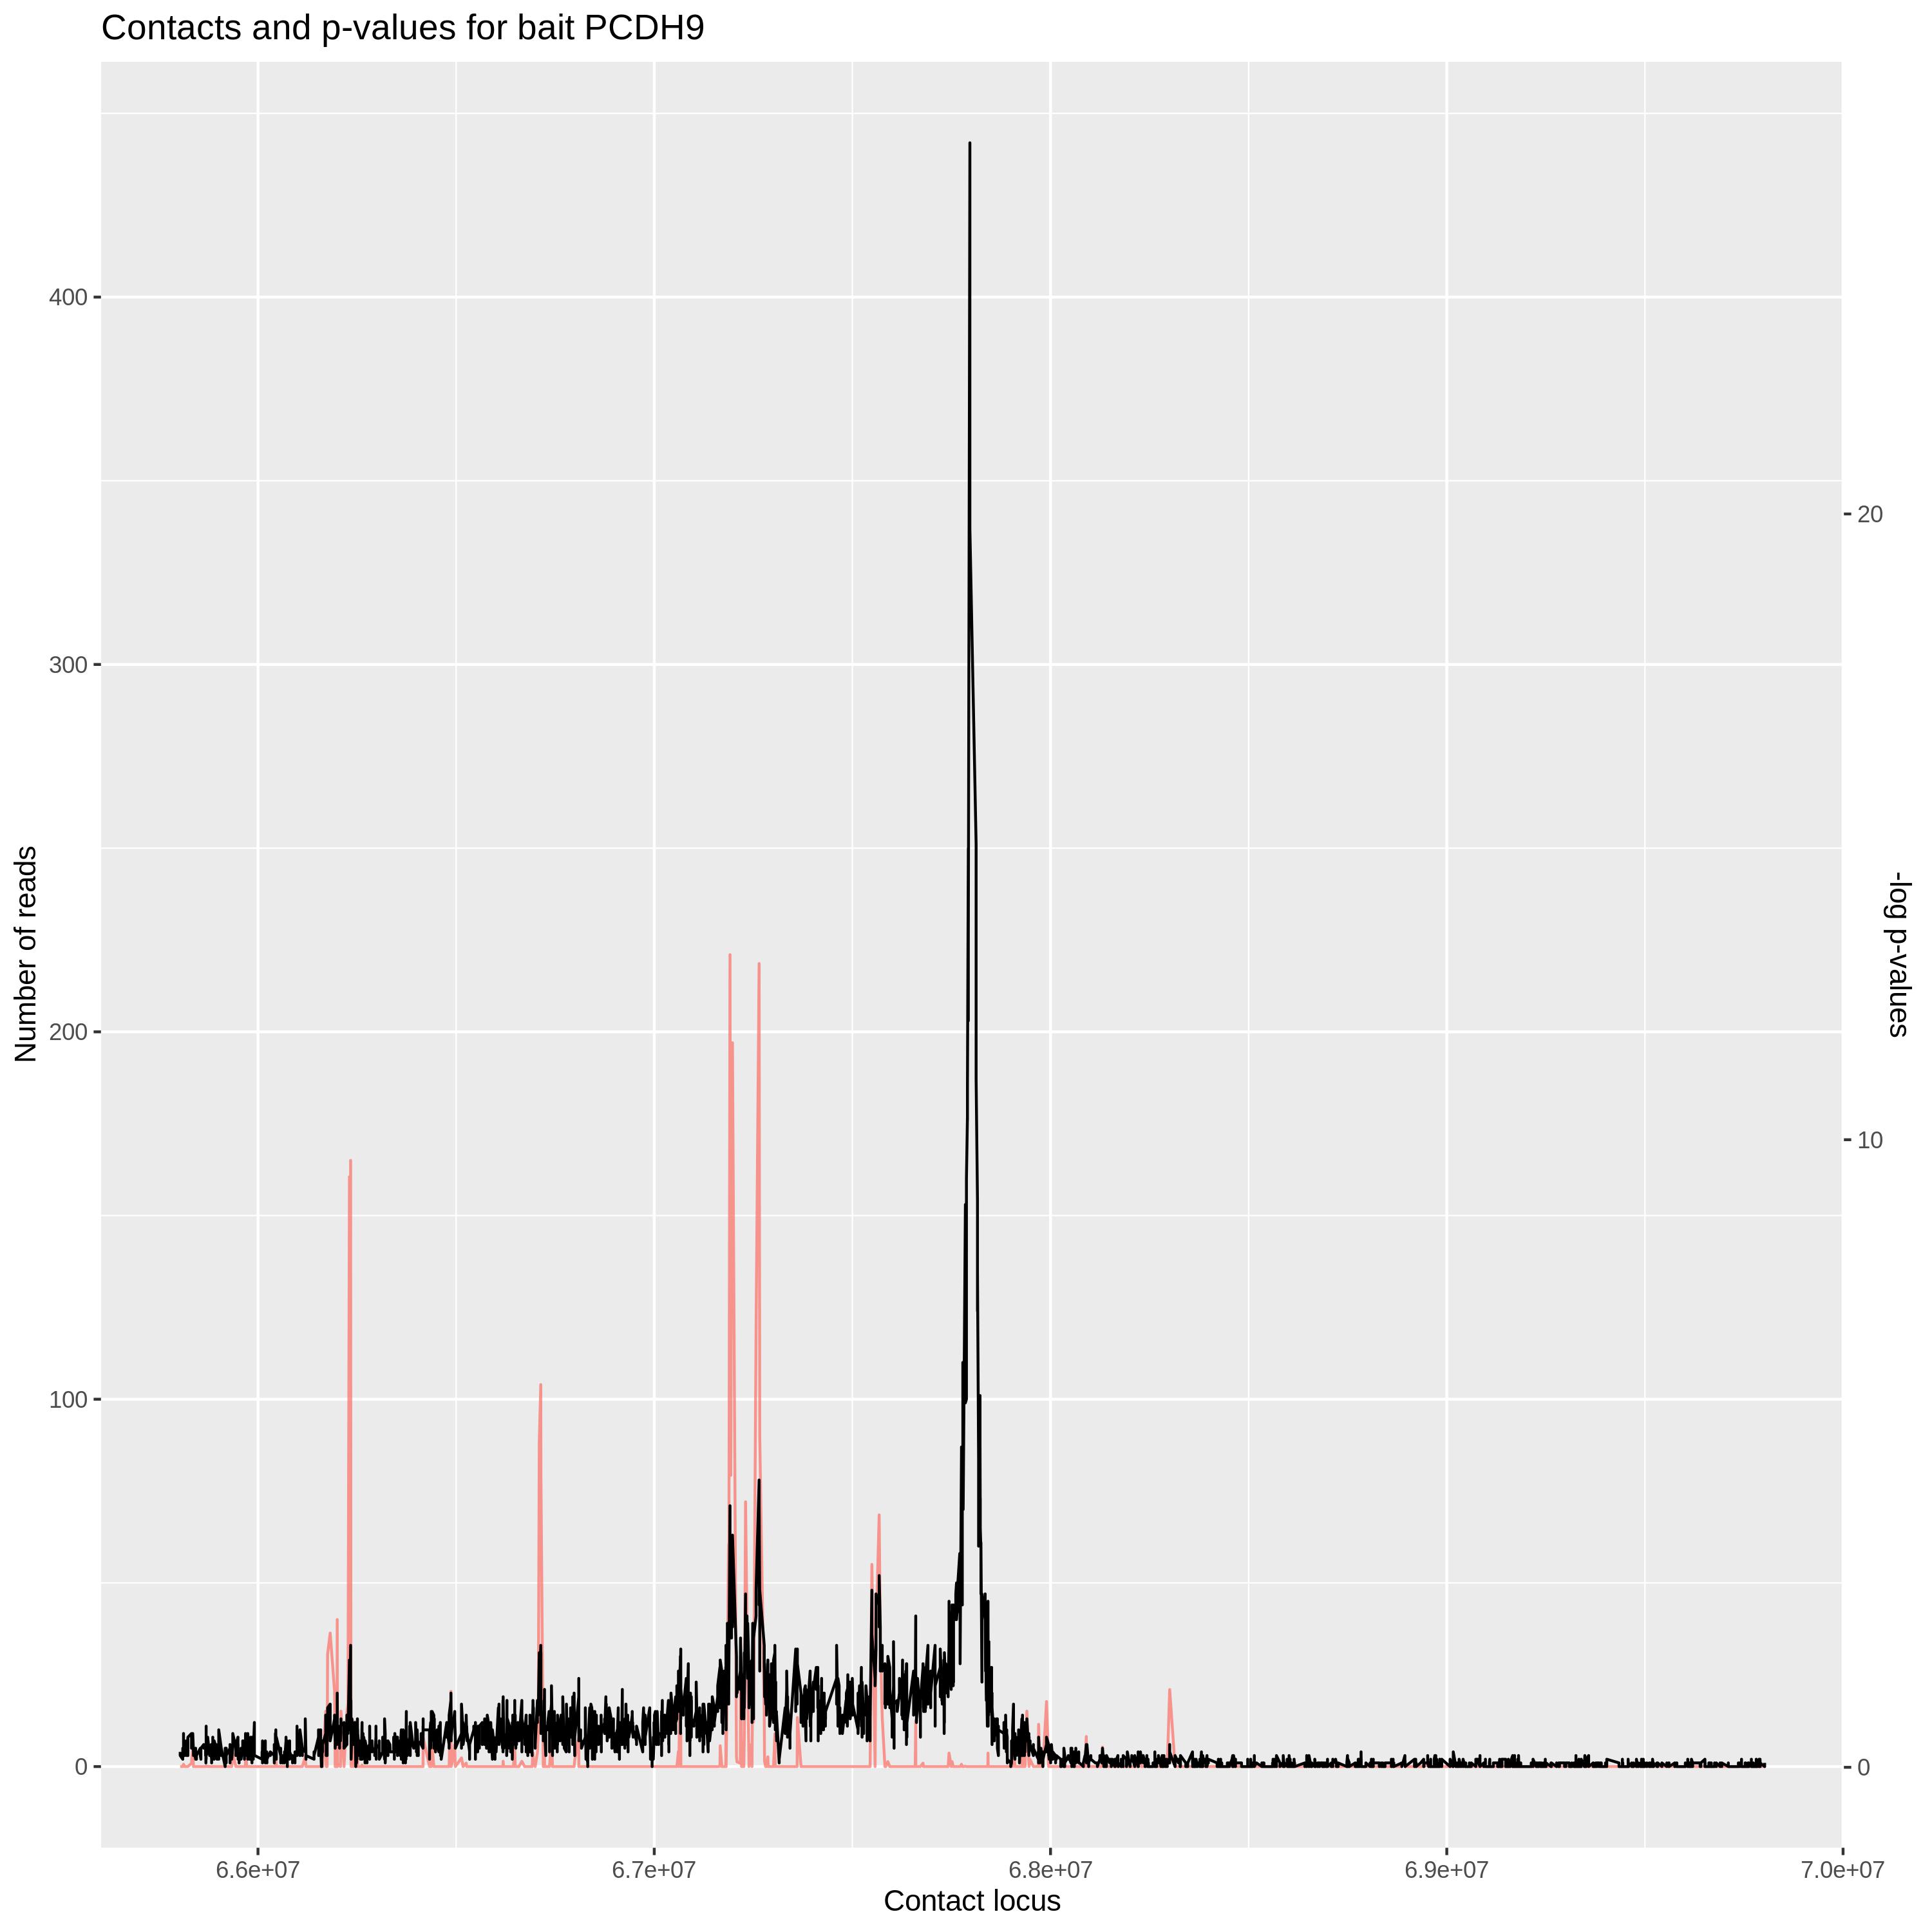 Contacts and p-values for bait PCDH9
400
300
200
100
0
Number of reads
20
10
0
-log p-values
6.6e+07 6.7e+07 6.8e+07 6.9e+07 7.0e+07
Contact locus